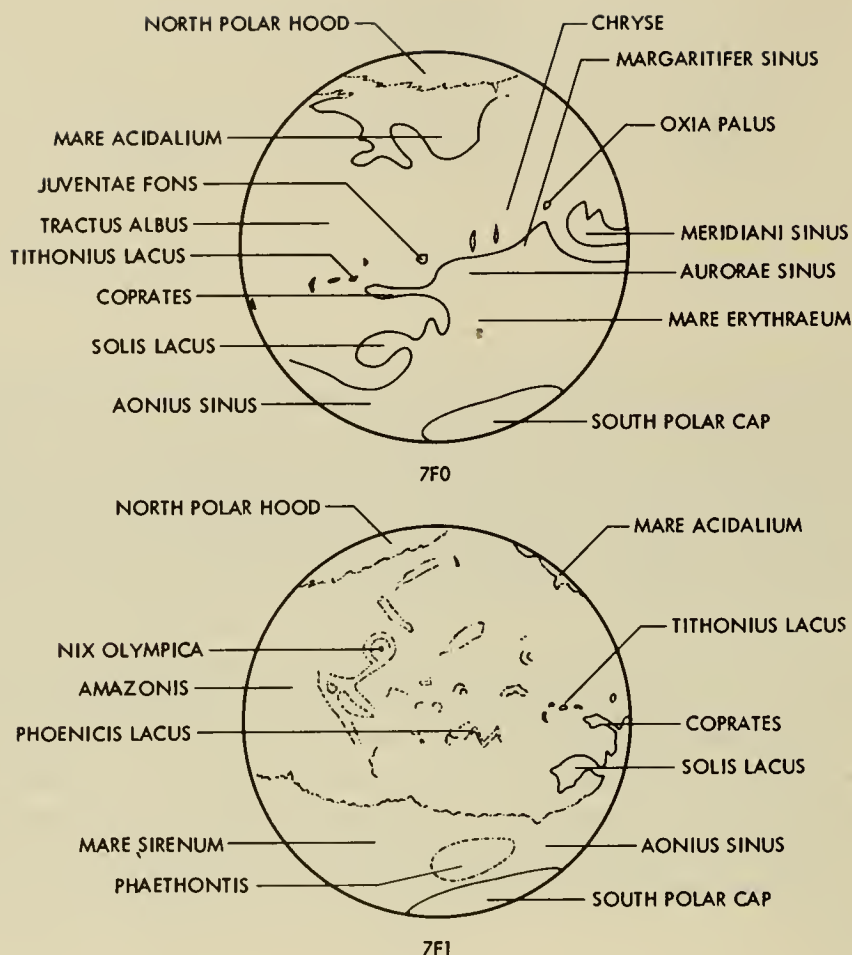 NORTH POLAR HOOD
CHRYSE
MARGARITIFER SINUS
OXIA PALUS
MARE ACIDALIUM
JUVENTAE FONS
TRACTUS ALBUS
TITHONIUS LACUS
COPRATES
SOLIS LACUS
AONIUS SINUS
MERIDIANI SINUS
AURORAE SINUS
MARE ERYTHRAEUM
SOUTH POLAR CAP
7F0
NORTH POLAR HOOD
MARE ACIDALIUM
TITHONIUS LACUS
NIX OLYMPICA
AMAZONIS
PHOENICIS LACUS
COPRATES
SOLIS LACUS
MARE SIRENUM
PHAETHONTIS
AONIUS SINUS
SOUTH POLAR CAP
7F1